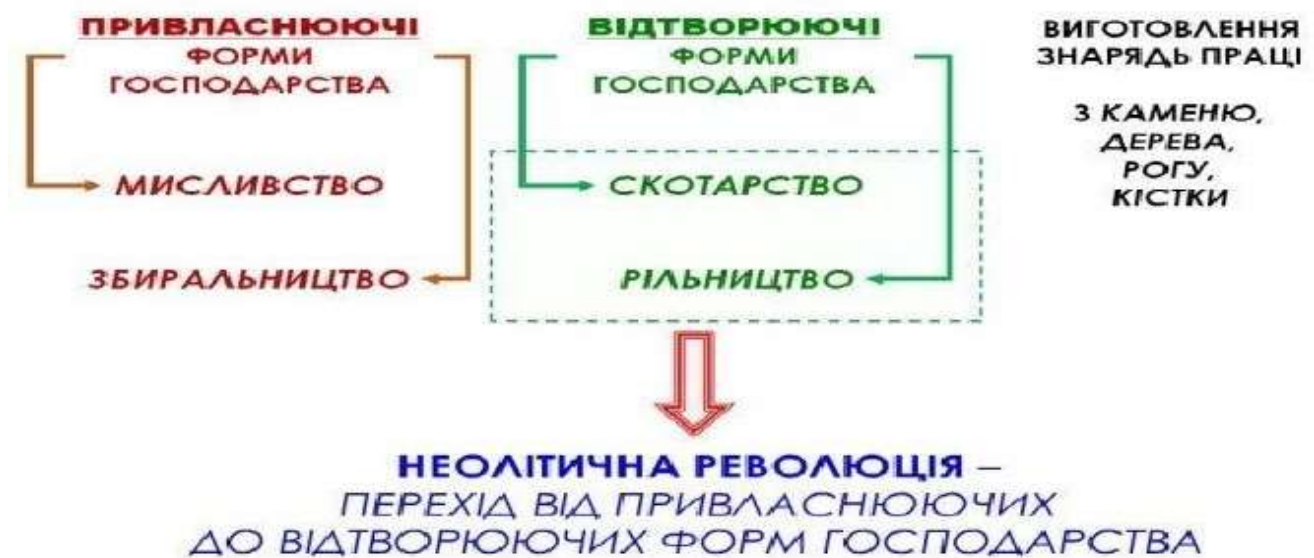 ПРИВЛАСНЮЮЧІ
ФОРМИ
ГОСПОДАРСТВА
МИСЛИВСТВО
ЗБИРАЛЬНИЦТВО
ВІДТВОРЮЮЧІ
ФОРМИ
ГОСПОДАРСТВА
СКОТАРСТВО
РІЛЬНИЦТВО
ВИГОТОВЛЕННЯ
ЗНАРЯДЬ ПРАЦІ
З КАМЕНЮ,
ДЕРЕВА,
РОГУ,
КІСТКИ
НЕОЛІТИЧНА РЕВОЛЮЦІЯ –
ПЕРЕХІД ВІД ПРИВЛАСНЮЮЧИХ
ДО ВІДТВОРЮЮЧИХ ФОРМ ГОСПОДАРСТВА